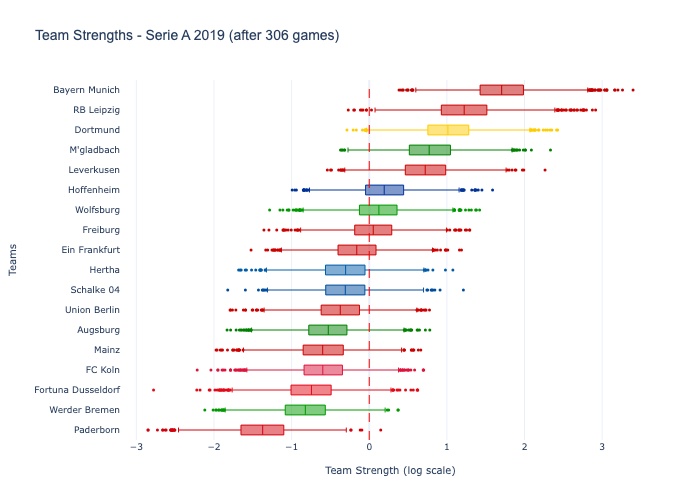 Team Strengths - Serie A 2019 (after 306 games)
Bayern Munich
RB Leipzig
Dortmund
M'gladbach
Leverkusen
Hoffenheim
Wolfsburg
Freiburg
Ein Frankfurt
Hertha
Schalke 04
Union Berlin
Augsburg
Mainz
FC Koln
Fortuna Dusseldorf
Werder Bremen
Paderborn
Teams
−3 −2 −1 0 1 2 3
Team Strength (log scale)